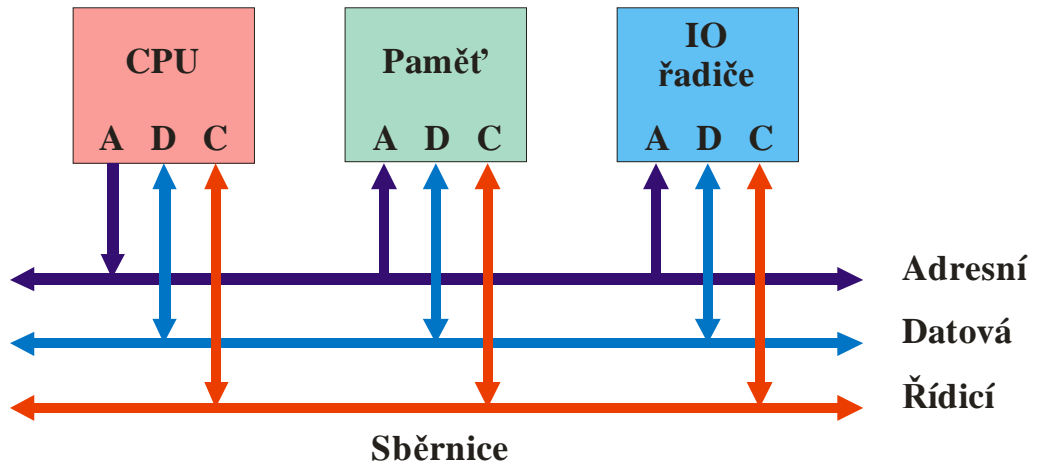 CPU
A D C
Paměť
A D C
IO
řadiče
A D C
Adresní
Datová
Řídicí
Sběrnice